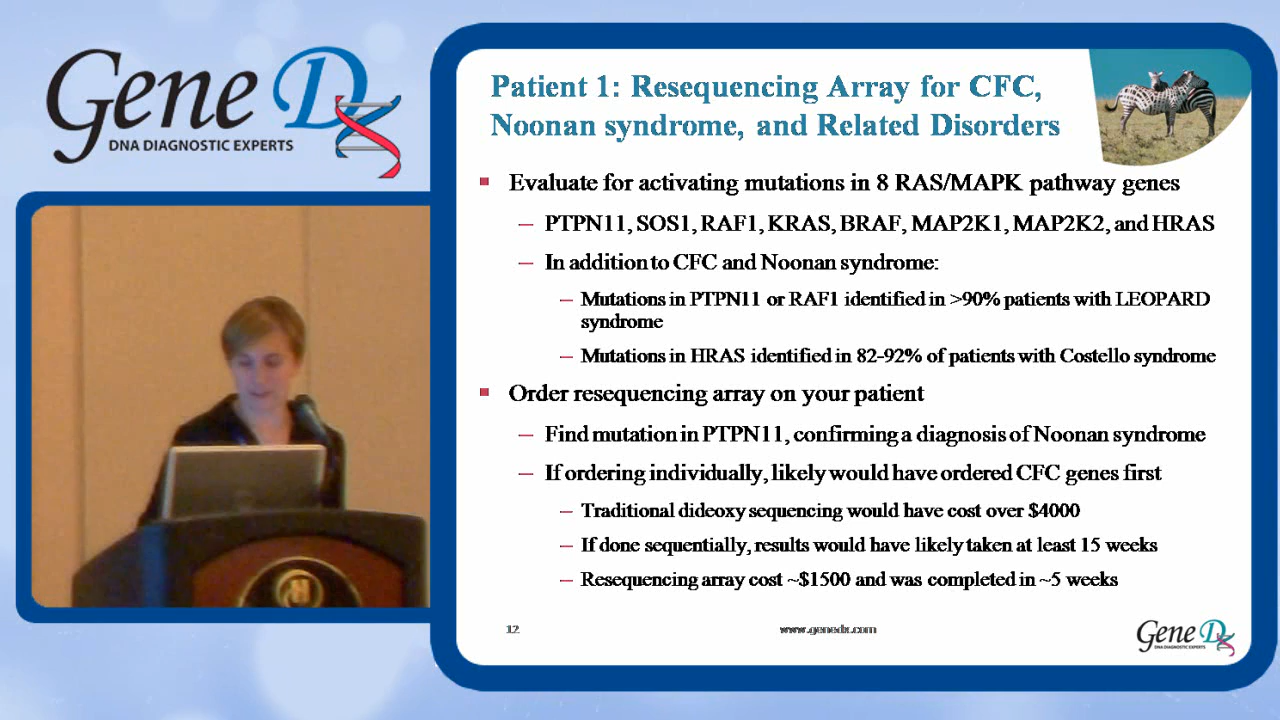 Gene Dx
DNA DIAGNOSTIC EXPERTS
Patient 1: Resequencing Array for CFC,
Noonan syndrome, and Related Disorders
Evaluate for activating mutations in 8 RAS/MAPK pathway genes
– PTPN11, SOS1, RAF1, KRAS, BRAF, MAP2K1, MAP2K2, and HRAS
– In addition to CFC and Noonan syndrome:
– Mutations in PTPN11 or RAF1 identified in >90% patients with LEOPARD
syndrome
– Mutations in HRAS identified in 82-92% of patients with Costello syndrome
Order resequencing array on your patient
– Find mutation in PTPN11, confirming a diagnosis of Noonan syndrome
– If ordering individually, likely would have ordered CFC genes first
– Traditional dideoxy sequencing would have cost over $4000
– If done sequentially, results would have likely taken at least 15 weeks
– Resequencing array cost ~$1500 and was completed in ~5 weeks
12
www.genedx.com
Gene Dx
DNA DIAGNOSTIC EXPERTS